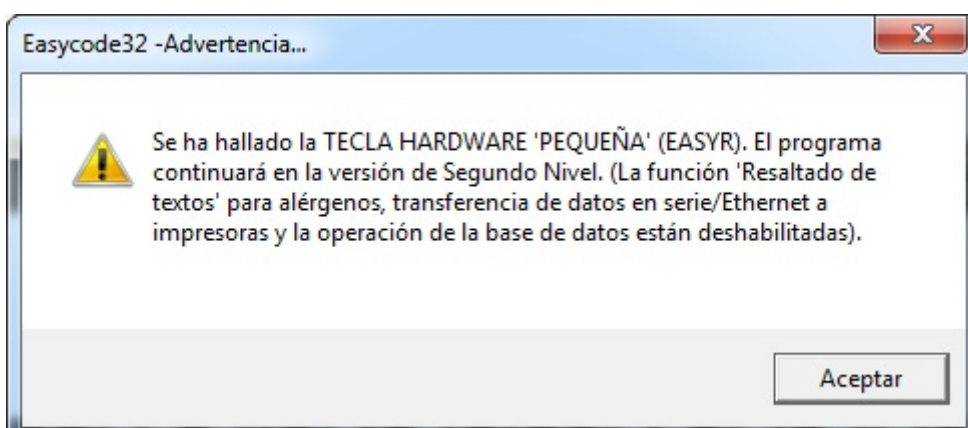 Easycode32 -Advertencia...
Se ha hallado la TECLA HARDWARE 'PEQUEÑA' (EASYR). El programa
continuará en la versión de Segundo Nivel. (La función 'Resaltado de
textos' para alérgenos, transferencia de datos en serie/Ethernet a
impresoras y la operación de la base de datos están deshabilitadas).
Aceptar